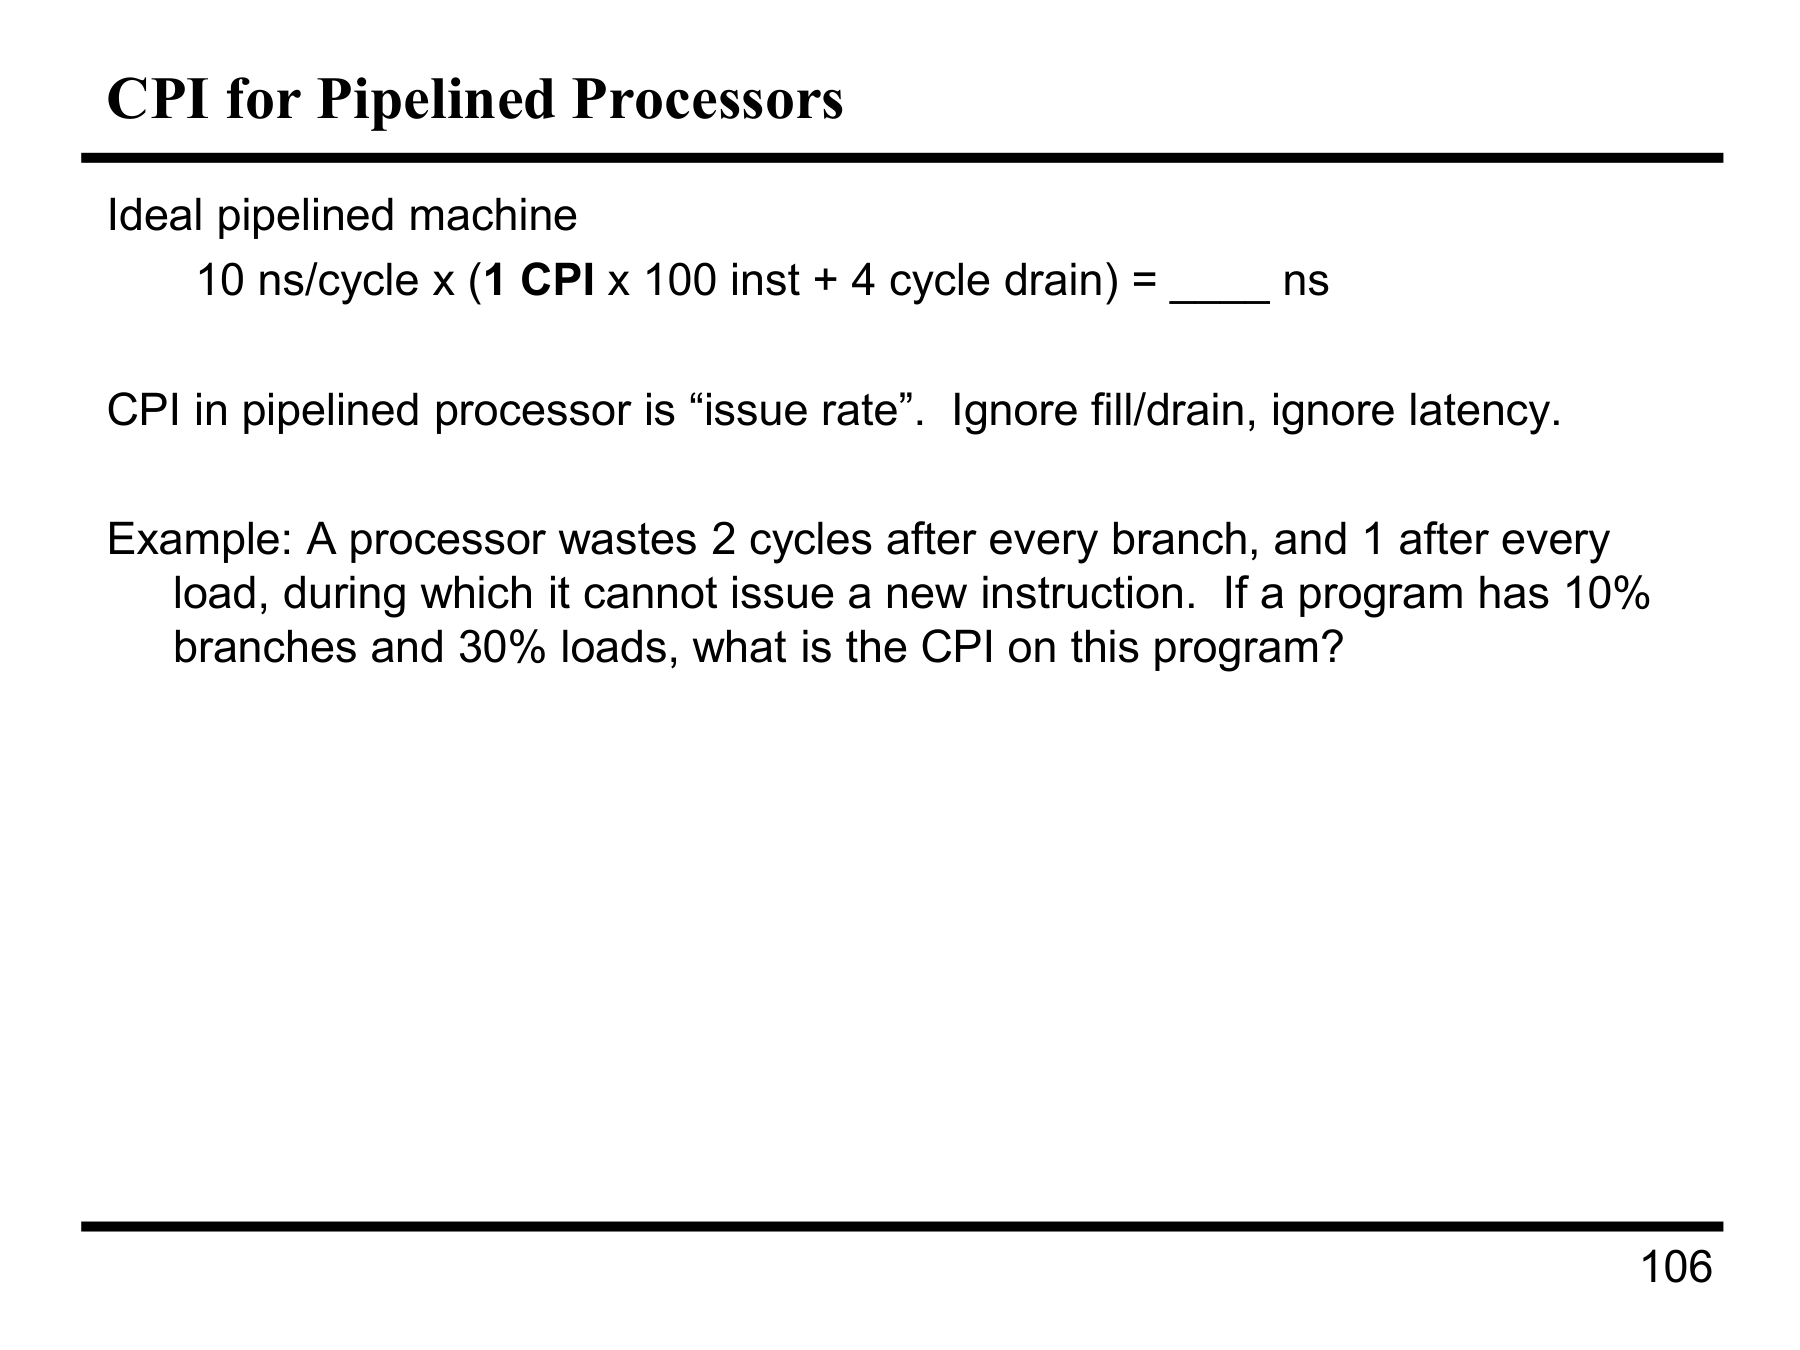 CPI for Pipelined Processors
Ideal pipelined machine
10 ns/cycle x (1 CPI x 100 inst + 4 cycle drain) = ____ ns
CPI in pipelined processor is “issue rate”.  Ignore fill/drain, ignore latency.
Example: A processor wastes 2 cycles after every branch, and 1 after every
load, during which it cannot issue a new instruction.  If a program has 10%
branches and 30% loads, what is the CPI on this program?
106